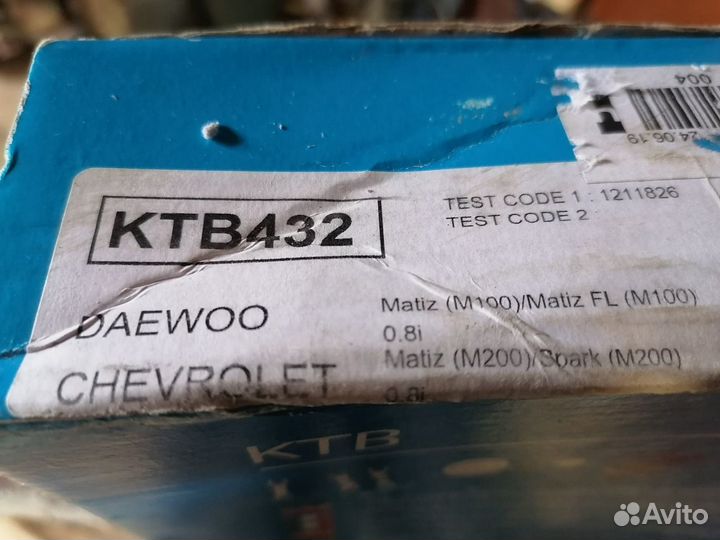 004
24.06.19
KTB432
TEST CODE 1 : 1211826
TEST CODE 2 :
DAEWOO
Matiz (M100)/Matiz FL (M100)
0.8i
CHEVROLET
Matiz (M200)/Spark (M200)
0.8i
KTB
Avito